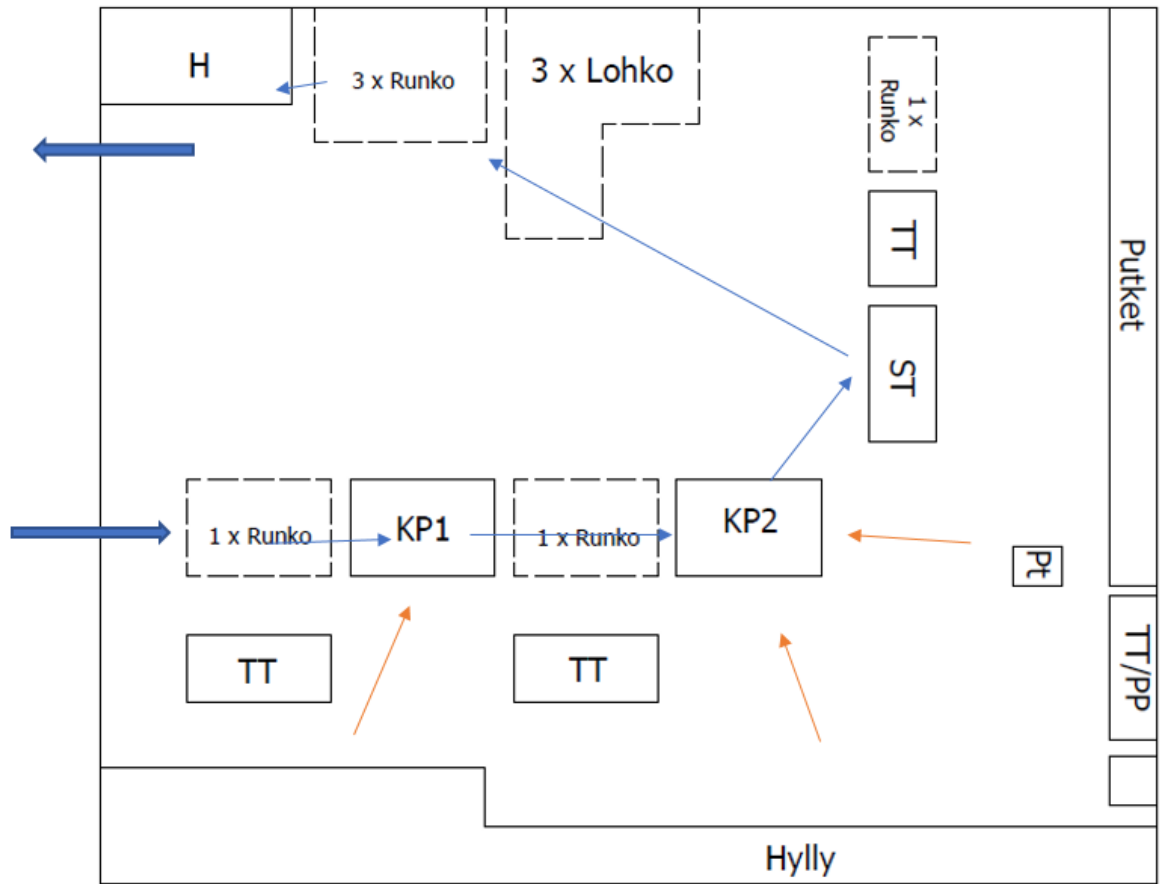 H
3 x Runko
3 x Lohko
1 x
Runko
TT
Putket
ST
1 x Runko
KP1
1 x Runko
KP2
Pt
TT
TT
TT/PP
Hylly